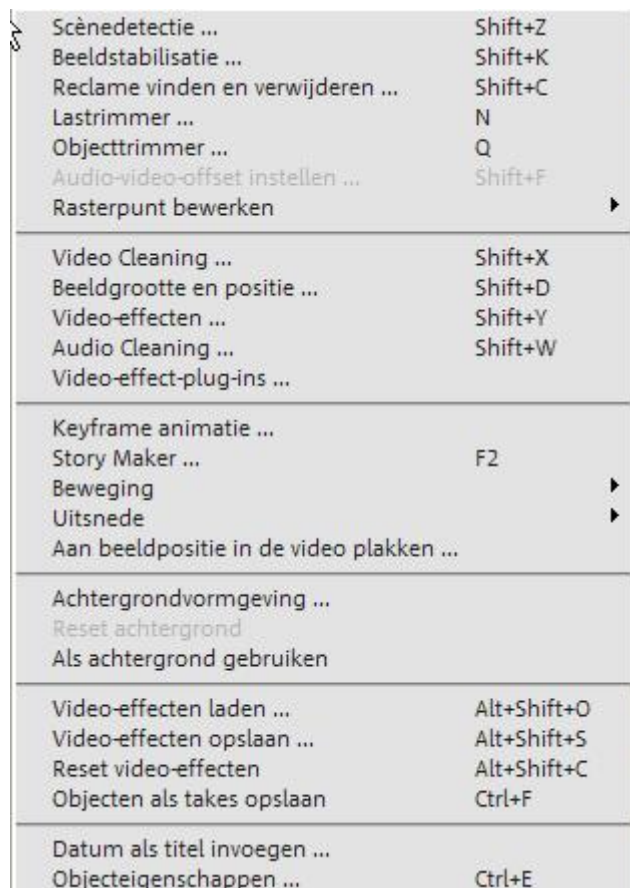 Scènedetectie ... Shift+Z
Beeldstabilisatie ... Shift+K
Reclame vinden en verwijderen ... Shift+C
Lastrimmer ... N
Objecttrimmer ... Q
Audio-video-offset instellen ... Shift+F
Rasterpunt bewerken
Video Cleaning ... Shift+X
Beeldgrootte en positie ... Shift+D
Video-effecten ... Shift+Y
Audio Cleaning ... Shift+W
Video-effect-plug-ins ...
Keyframe animatie ...
Story Maker ... F2
Beweging
Uitsnede
Aan beeldpositie in de video plakken ...
Achtergrondvormgeving ...
Reset achtergrond
Als achtergrond gebruiken
Video-effecten laden ... Alt+Shift+O
Video-effecten opslaan ... Alt+Shift+S
Reset video-effecten Alt+Shift+C
Objecten als takes opslaan Ctrl+F
Datum als titel invoegen ...
Objecteigenschappen ... Ctrl+E